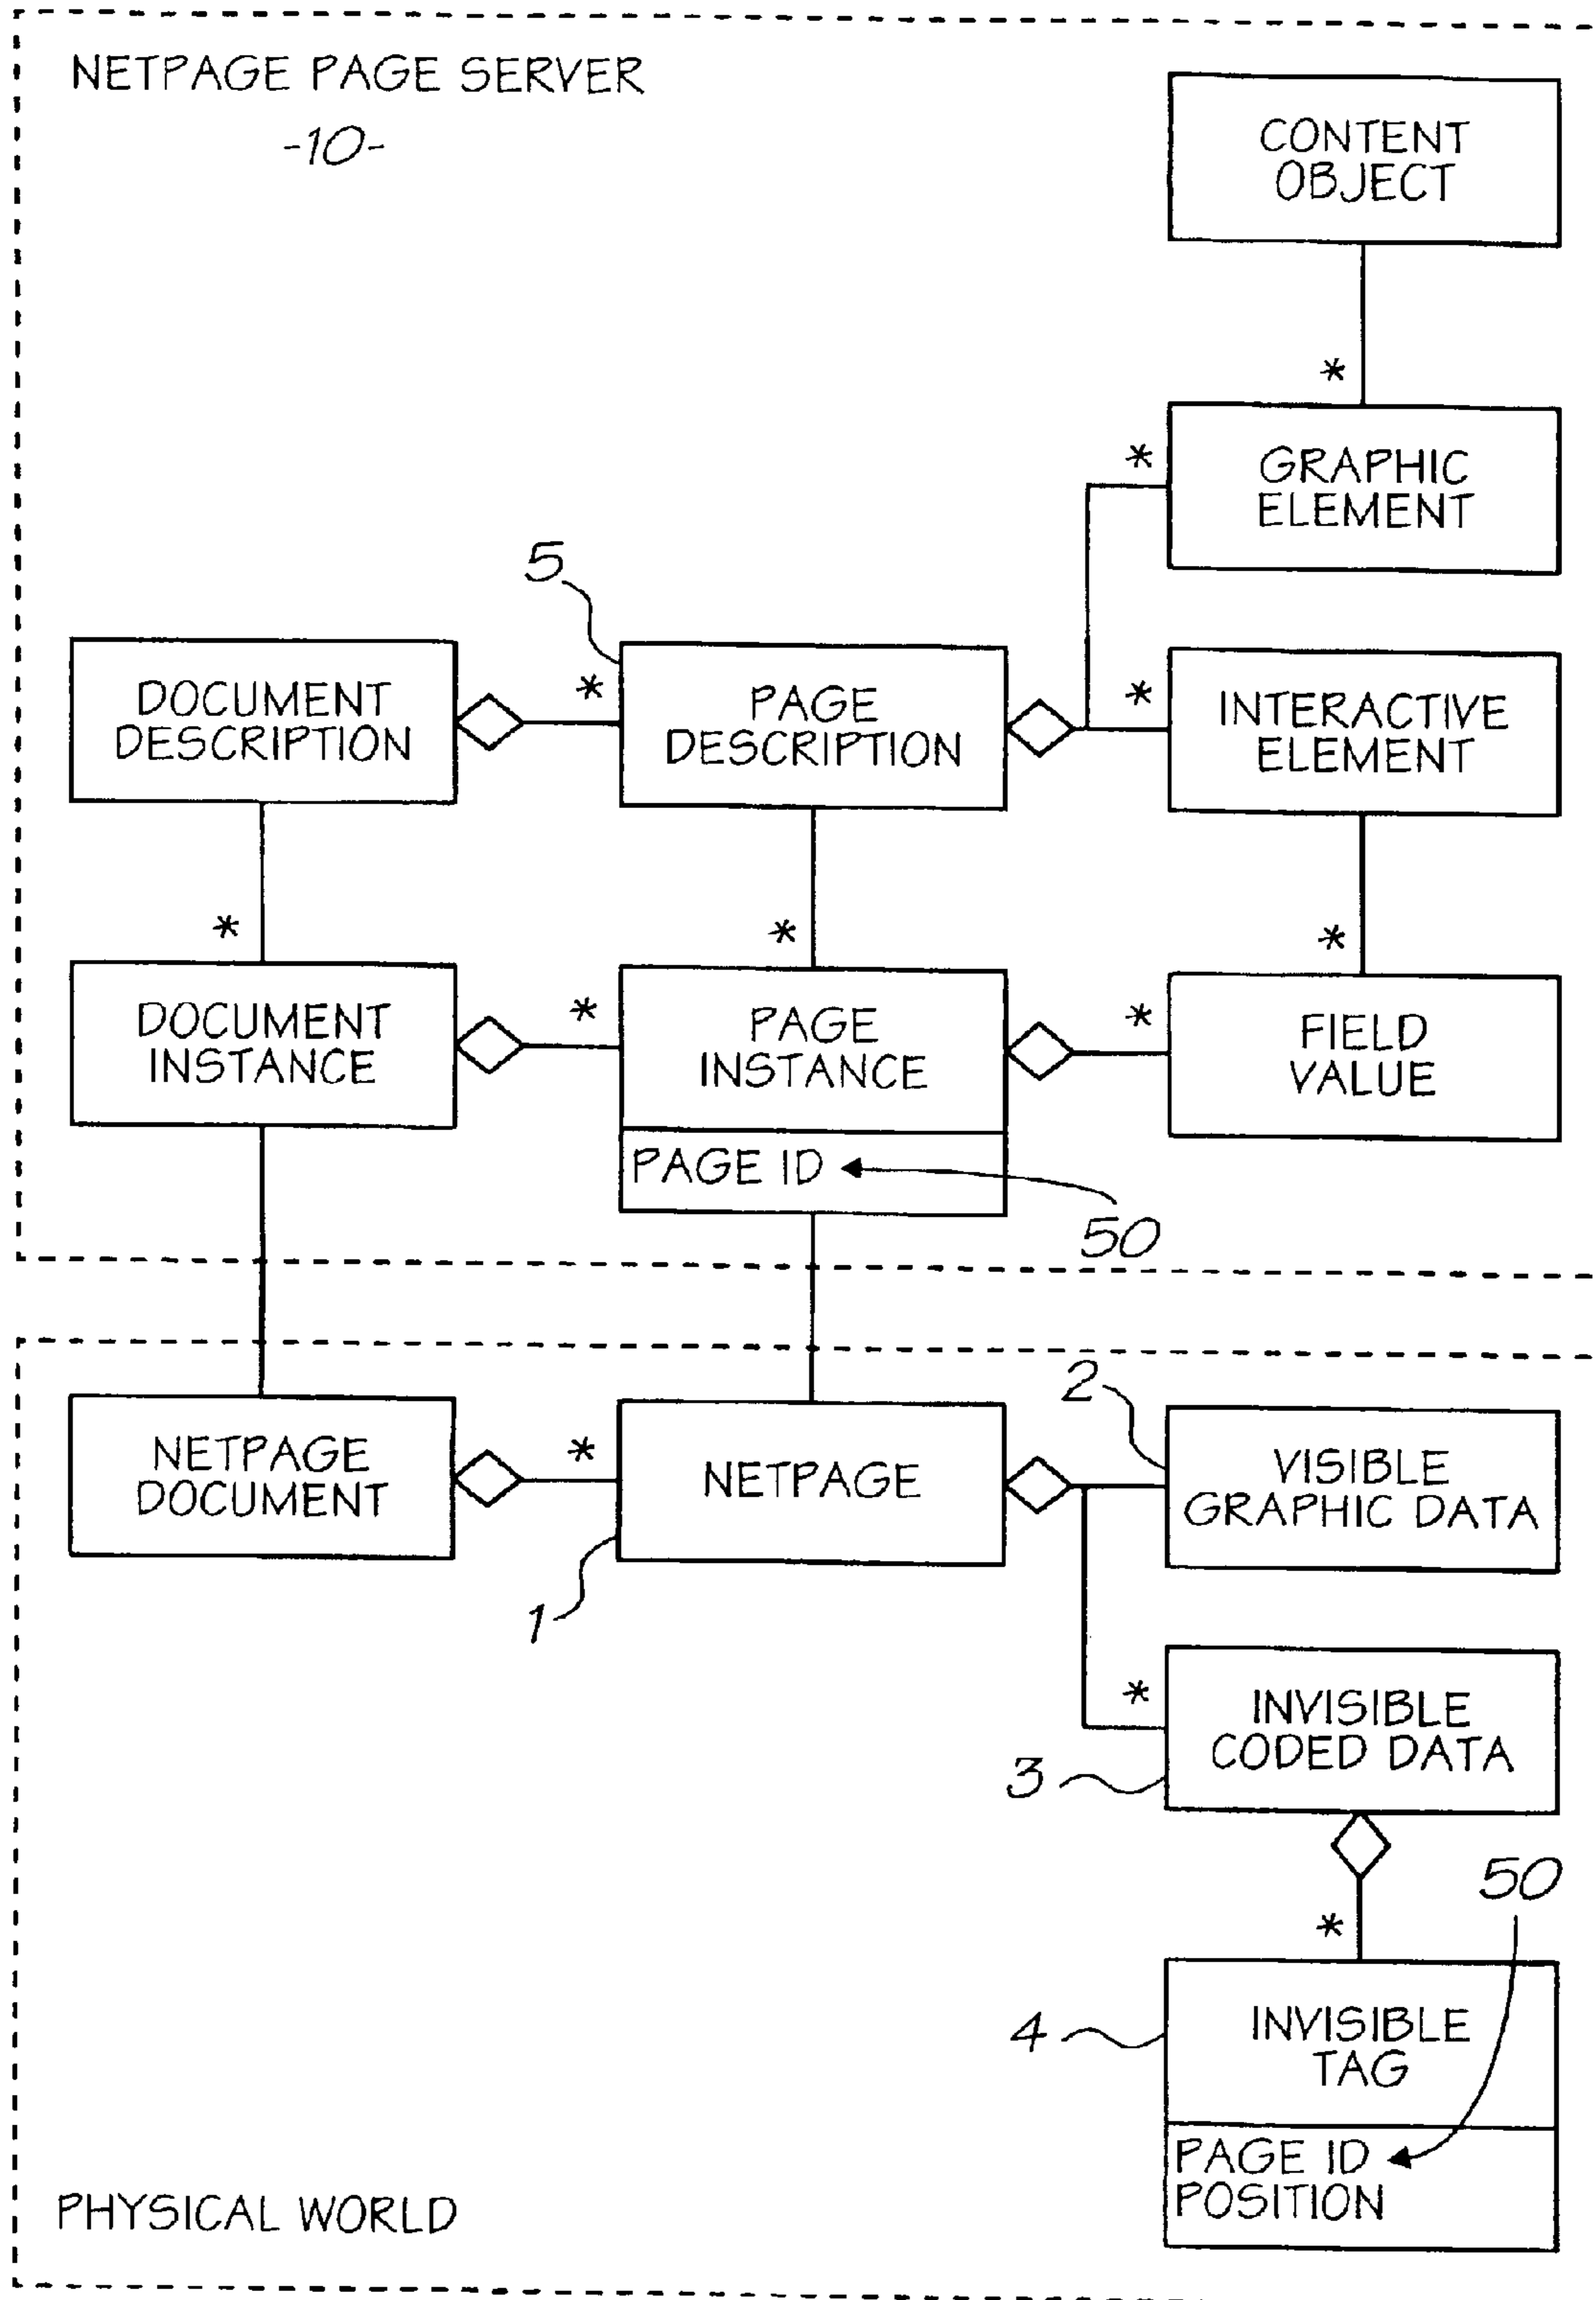 NETPAGE PAGE SERVER
-10-
CONTENT
OBJECT
*
*
GRAPHIC
ELEMENT
5
DOCUMENT
DESCRIPTION
*
PAGE
DESCRIPTION
*
INTERACTIVE
ELEMENT
*
*
*
DOCUMENT
INSTANCE
*
PAGE
INSTANCE
*
FIELD
VALUE
PAGE ID
50
NETPAGE
DOCUMENT
*
NETPAGE
1
2
VISIBLE
GRAPHIC DATA
*
INVISIBLE
CODED DATA
3
*
50
4
INVISIBLE
TAG
PAGE ID
POSITION
PHYSICAL WORLD